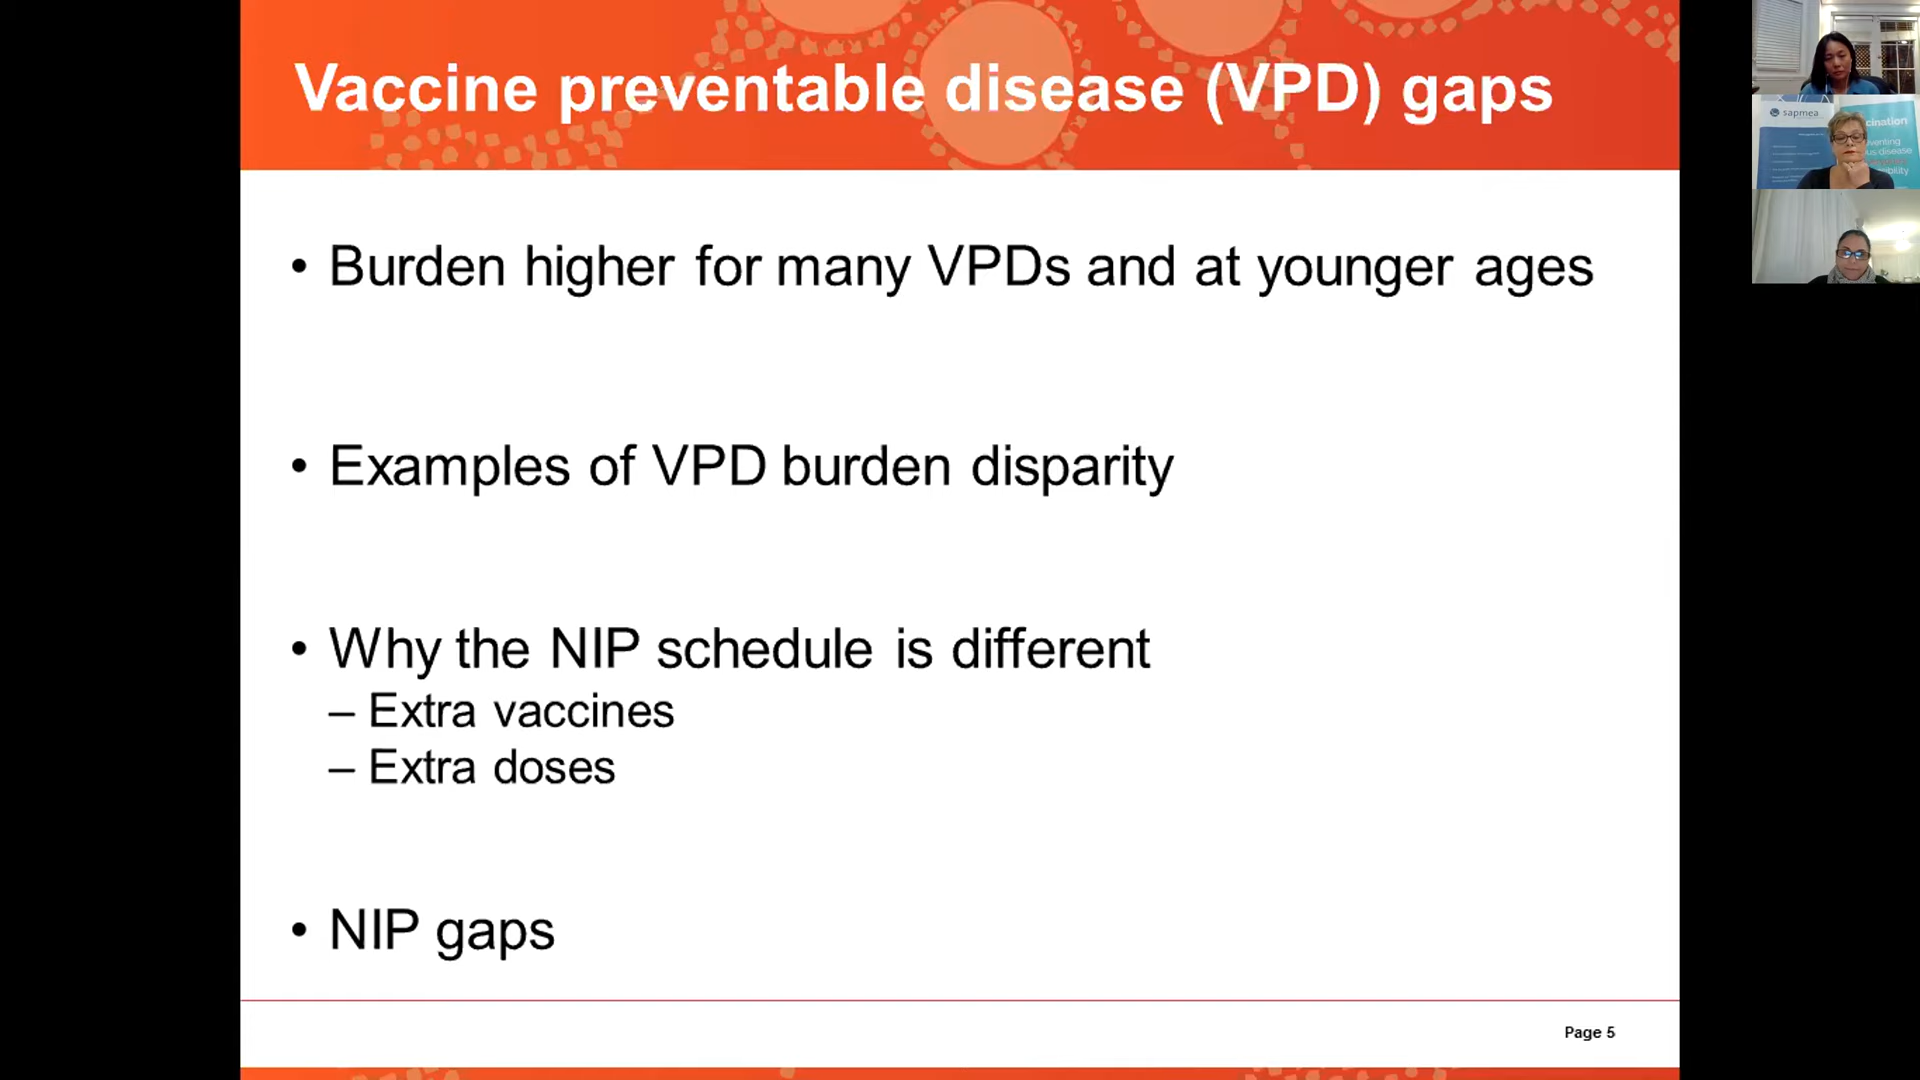 Vaccine preventable disease (VPD) gaps
• Burden higher for many VPDs and at younger ages
• Examples of VPD burden disparity
• Why the NIP schedule is different
– Extra vaccines
– Extra doses
• NIP gaps
Page 5
sapmea